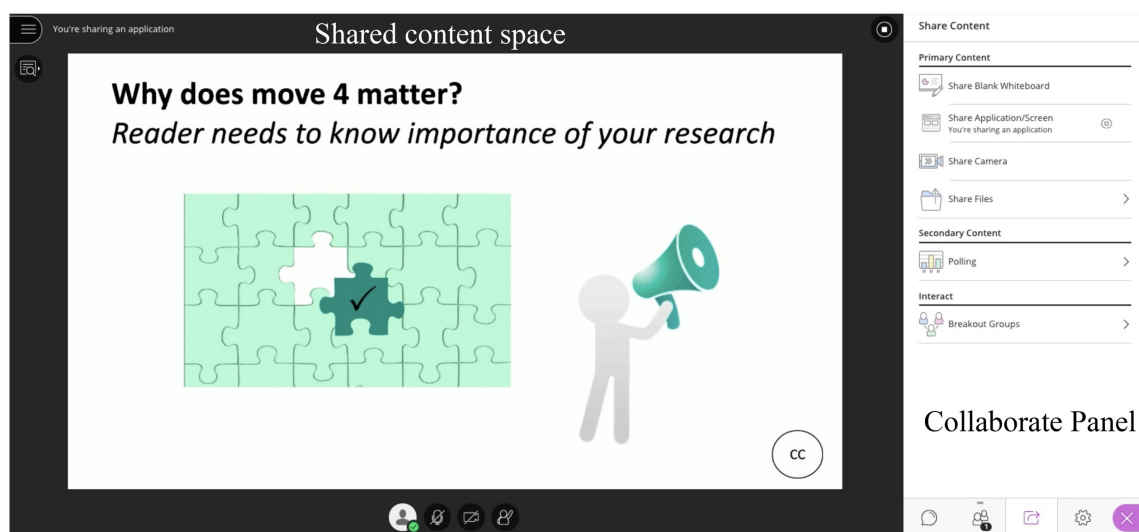 You're sharing an application
Shared content space
Why does move 4 matter?
Reader needs to know importance of your research
CC
Share Content
Primary Content
Share Blank Whiteboard
Share Application/Screen
You're sharing an application
Share Camera
Share Files
Secondary Content
Polling
Interact
Breakout Groups
Collaborate Panel
1